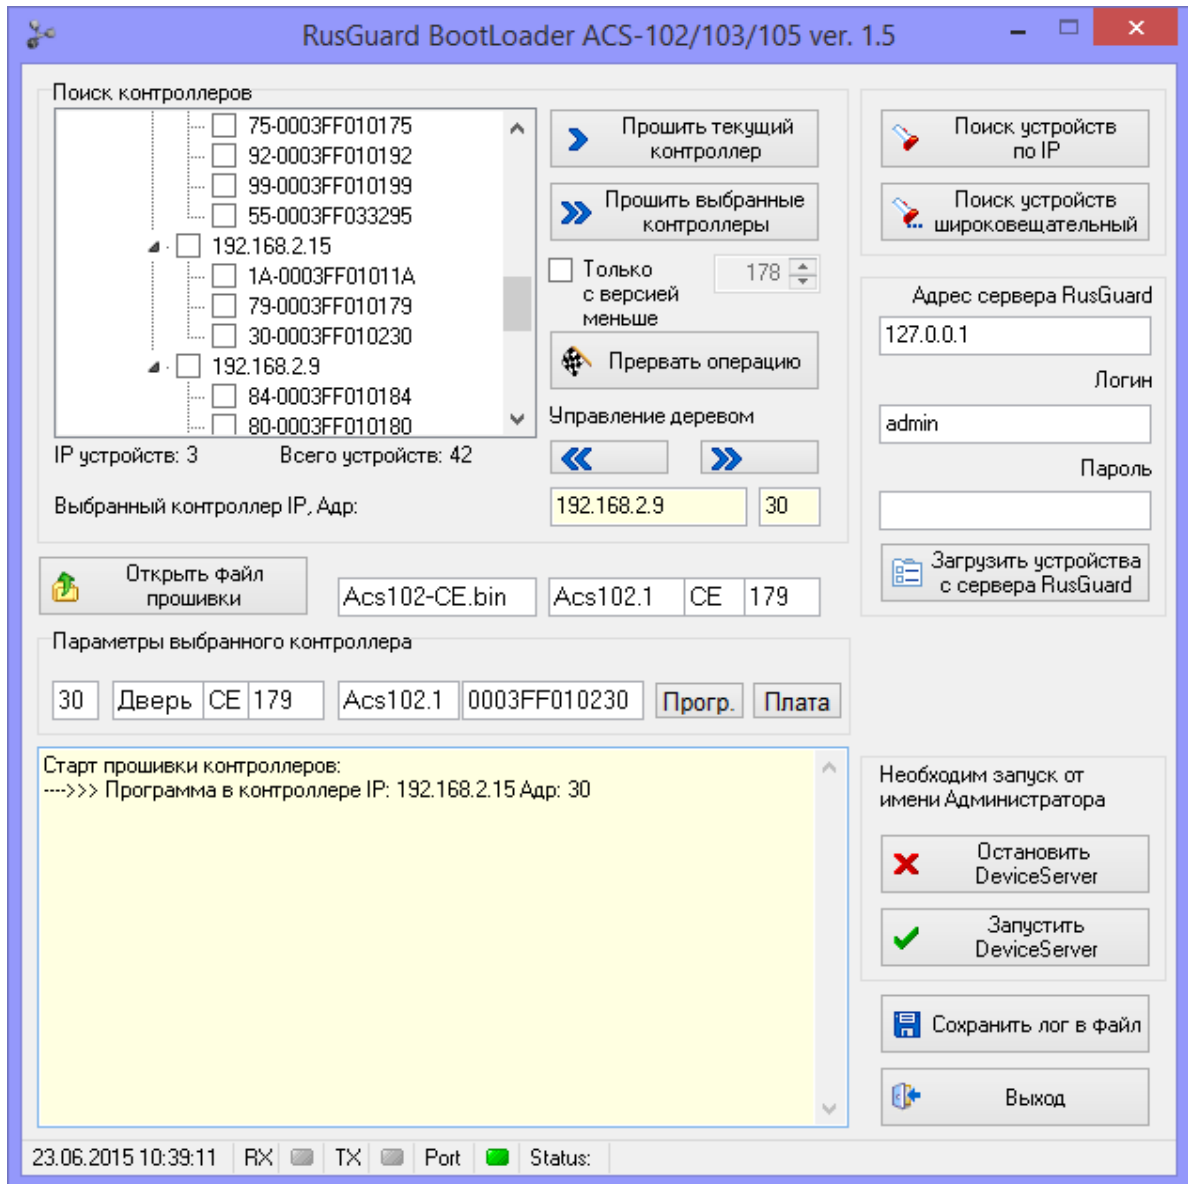 RusGuard BootLoader ACS-102/103/105 ver. 1.5
Поиск контроллеров
75-0003FF010175
92-0003FF010192
99-0003FF010199
55-0003FF033295
192.168.2.15
1A-0003FF01011A
79-0003FF010179
30-0003FF010230
192.168.2.9
84-0003FF010184
80-0003FF010180
IP устройств: 3
Всего устройств: 42
Прошить текущий
контроллер
Прошить выбранные
контроллеры
Только
с версией
меньше
178
Прервать операцию
Управление деревом
Выбранный контроллер IP, Адр:
192.168.2.9
30
Поиск устройств
по IP
Поиск устройств
широковещательный
Адрес сервера RusGuard
127.0.0.1
Логин
admin
Пароль
Загрузить устройства
с сервера RusGuard
Открыть файл
прошивки
Acs102-CE.bin
Acs102.1
CE
179
Параметры выбранного контроллера
30
Дверь
CE
179
Acs102.1
0003FF010230
Прогр.
Плата
Старт прошивки контроллеров:
---->>> Программа в контроллере IP: 192.168.2.15 Адр: 30
Необходим запуск от
имени Администратора
Остановить
DeviceServer
Запустить
DeviceServer
Сохранить лог в файл
Выход
23.06.2015 10:39:11
RX
TX
Port
Status: